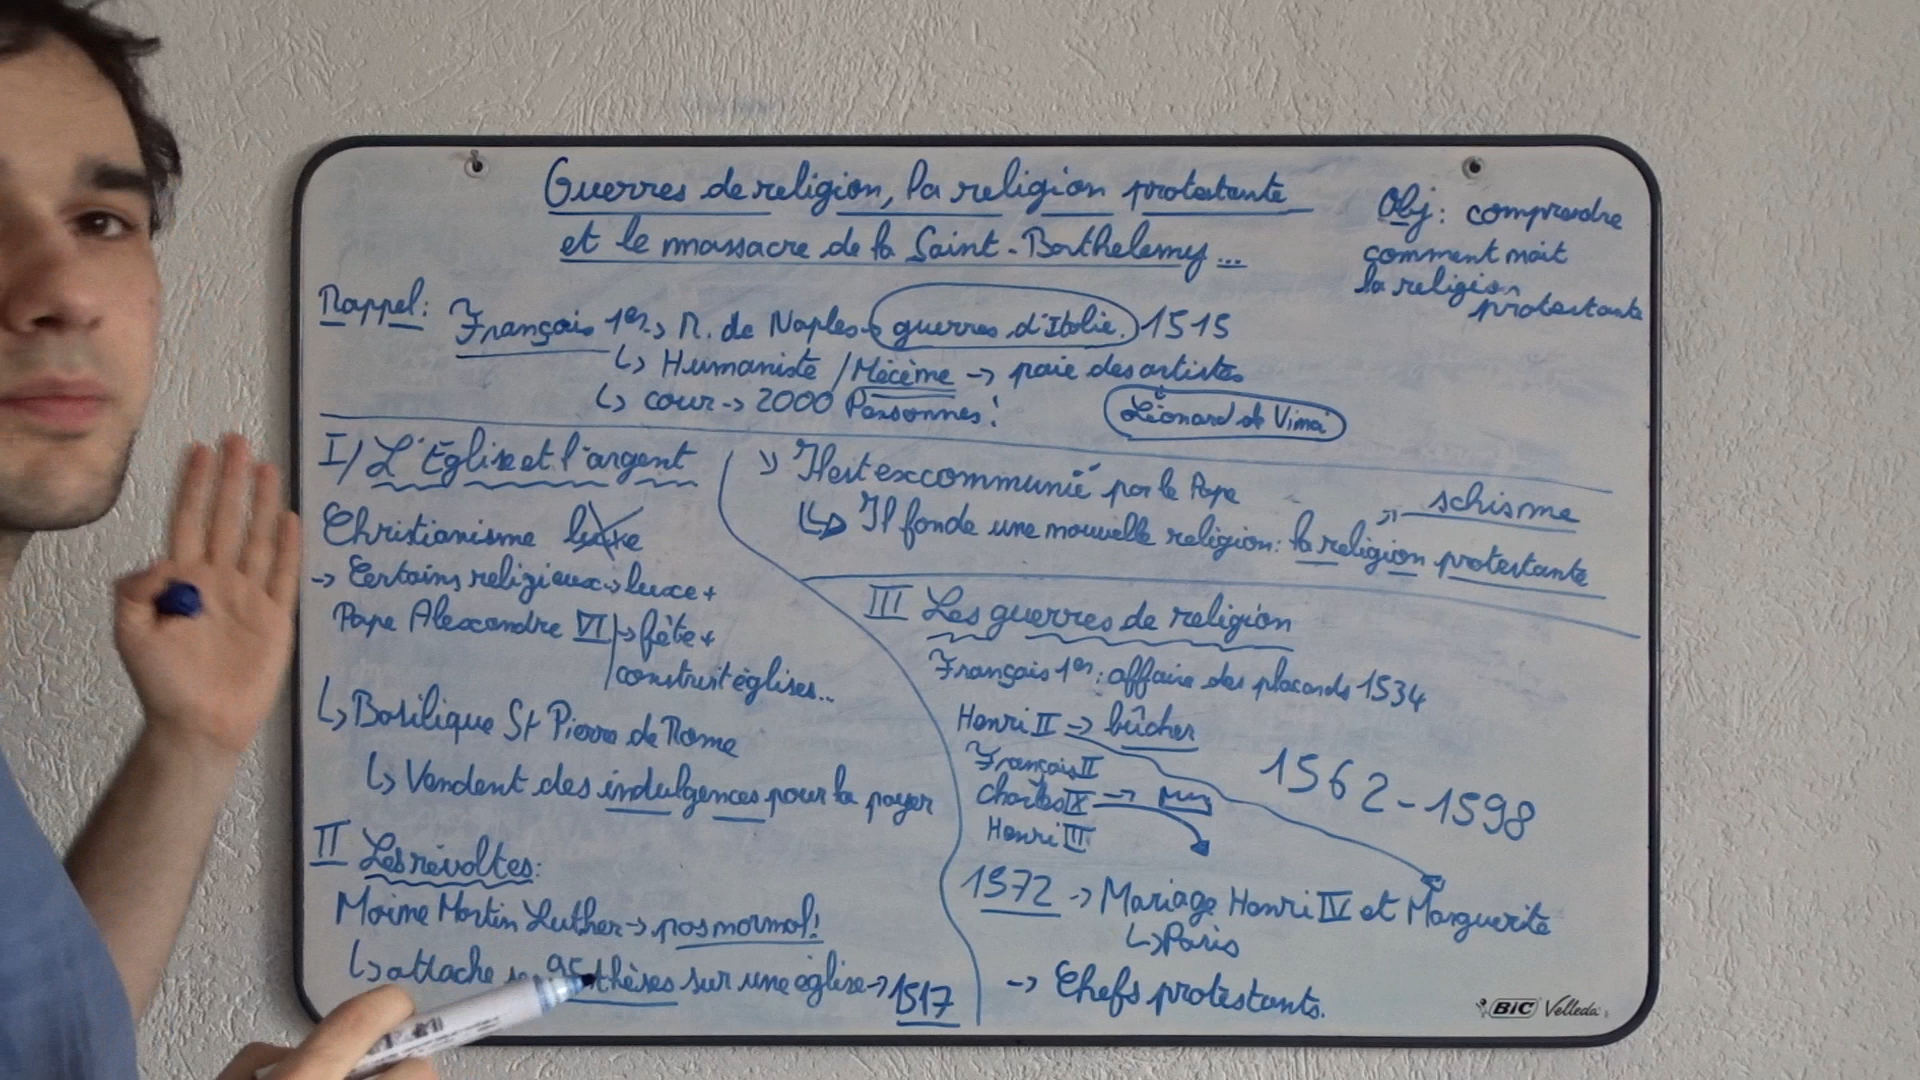 Guerres de religion, la religion protestante
et le massacre de la Saint-Barthelemy...
Obj: comprendre
comment nait
la religion
protestante
Rappel: François 1er → R. de Naples → guerres d'Italie. 1515
↳ Humaniste / Mécème → paie des artistes
↳ cour → 2000 Personnes!
Léonard de Vinci
I/ L'Église et l'argent
Christianisme luxe
→ Certains religieux → luxe +
Pape Alexandre VI → fête +
construit églises...
↳ Basilique St Pierre de Rome
↳ Vendent des indulgences pour la payer
II Les révoltes:
Moine Martin Luther → pas normal!
↳ attache 95 thèses sur une église → 1517
→ Il est excommunié par le Pape
↳ Il fonde une nouvelle religion: la religion protestante
→ schisme
III Les guerres de religion
François 1er: affaire des placards 1534
Henri II → bûcher
François II
Charles IX →
Henri III
1562-1598
1572 → Mariage Henri IV et Marguerite
↳ Paris
→ Chefs protestants.
BIC Velleda